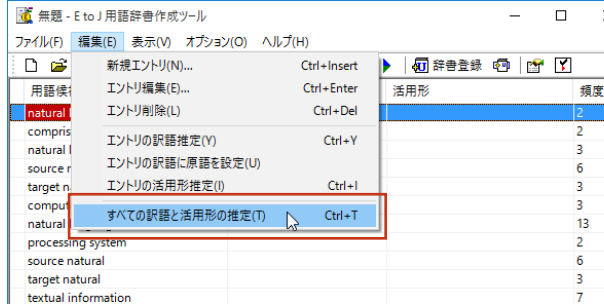 無題 - E to J 用語辞書作成ツール
ファイル(F) 編集(E) 表示(V) オプション(O) ヘルプ(H)
辞書登録
新規エントリ(N)... Ctrl+Insert
エントリ編集(E)... Ctrl+Enter
エントリ削除(L) Ctrl+Del
エントリの訳語推定(Y) Ctrl+Y
エントリの訳語に原語を設定(U)
エントリの活用形推定(I) Ctrl+I
すべての訳語と活用形の推定(T) Ctrl+T
用語候 活用形 頻度
natural 2
compris 2
natural 3
source 6
target 3
comput 3
natural 13
processing system 2
source natural 6
target natural 3
textual information 7